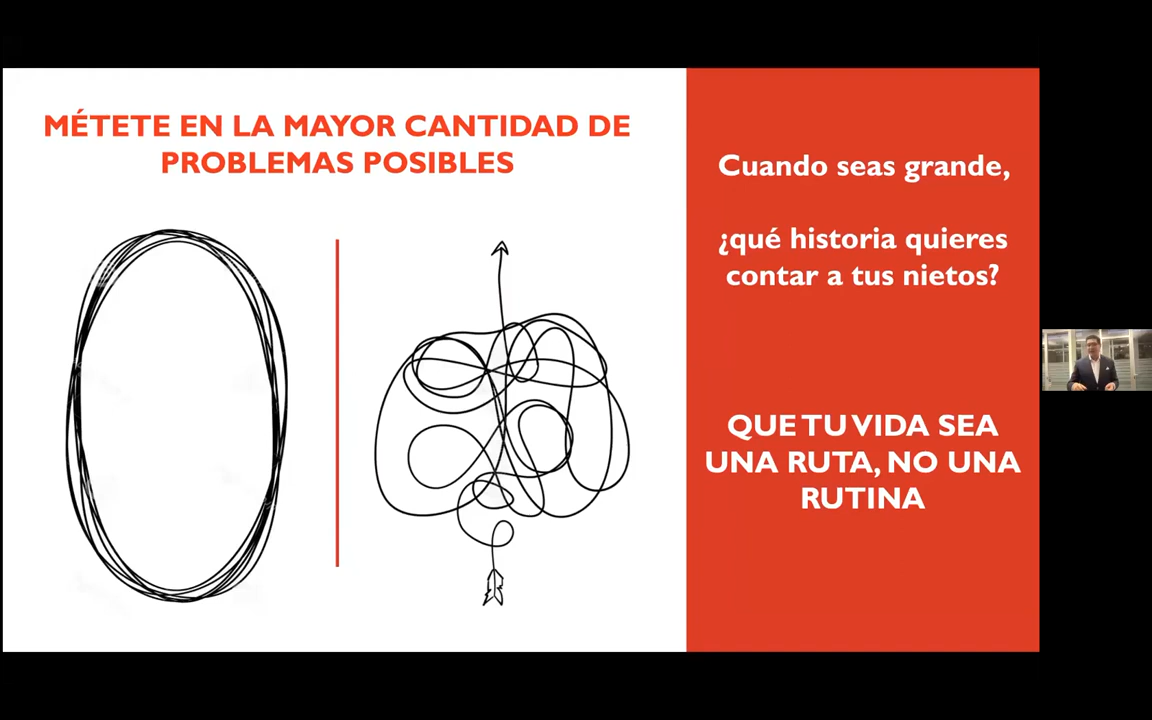 MÉTETE EN LA MAYOR CANTIDAD DE
PROBLEMAS POSIBLES
Cuando seas grande,
¿qué historia quieres
contar a tus nietos?
QUE TU VIDA SEA
UNA RUTA, NO UNA
RUTINA